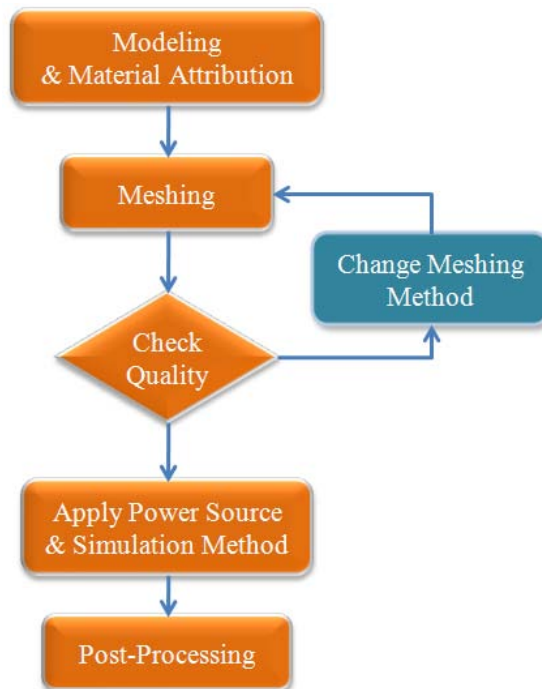 Modeling
& Material Attribution
Meshing
Change Meshing
Method
Check
Quality
Apply Power Source
& Simulation Method
Post-Processing